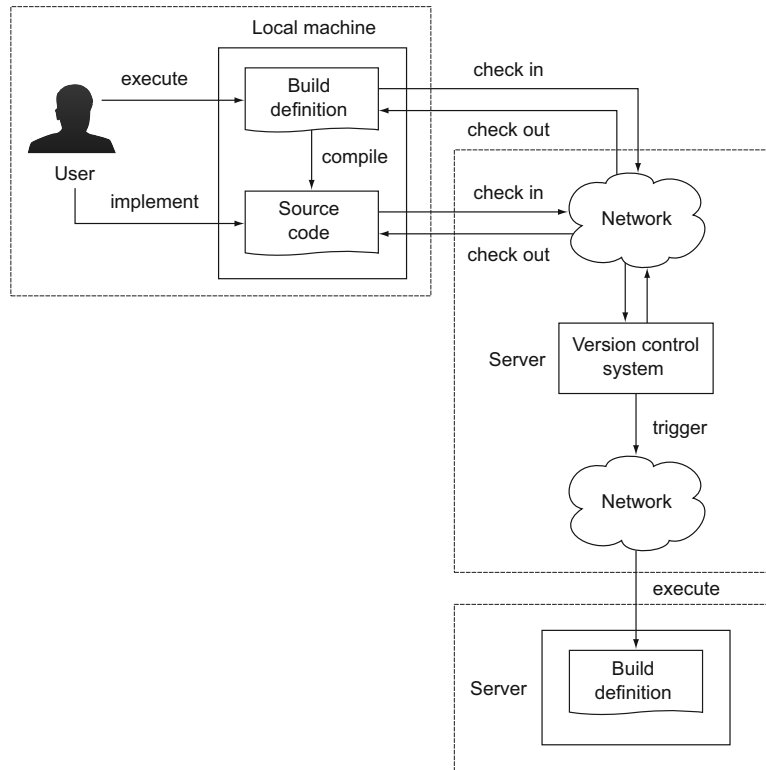 Local machine
execute
Build
definition
check in
check out
compile
User
implement
Source
code
check in
check out
Network
Server
Version control
system
trigger
Network
execute
Server
Build
definition